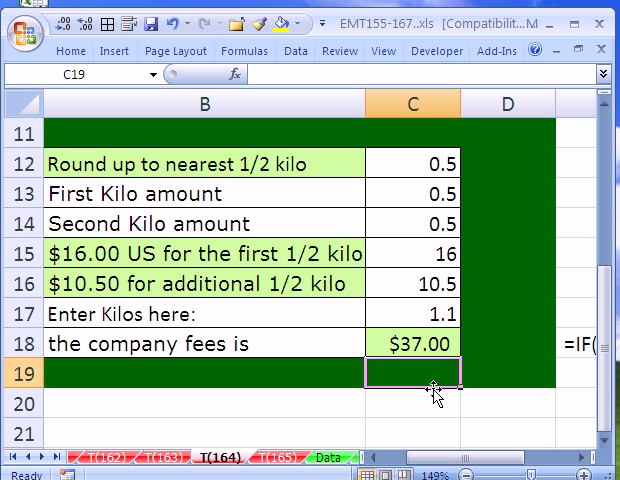 EMT155-167..xls [Compatibilit... M
Home Insert Page Layout Formulas Data Review View Developer Add-Ins
C19 fx
B C D
11
12 Round up to nearest 1/2 kilo 0.5
13 First Kilo amount 0.5
14 Second Kilo amount 0.5
15 $16.00 US for the first 1/2 kilo 16
16 $10.50 for additional 1/2 kilo 10.5
17 Enter Kilos here: 1.1
18 the company fees is $37.00 =IF(
19
20
21
T(162) T(163) T(164) T(165) Data
Ready 149%